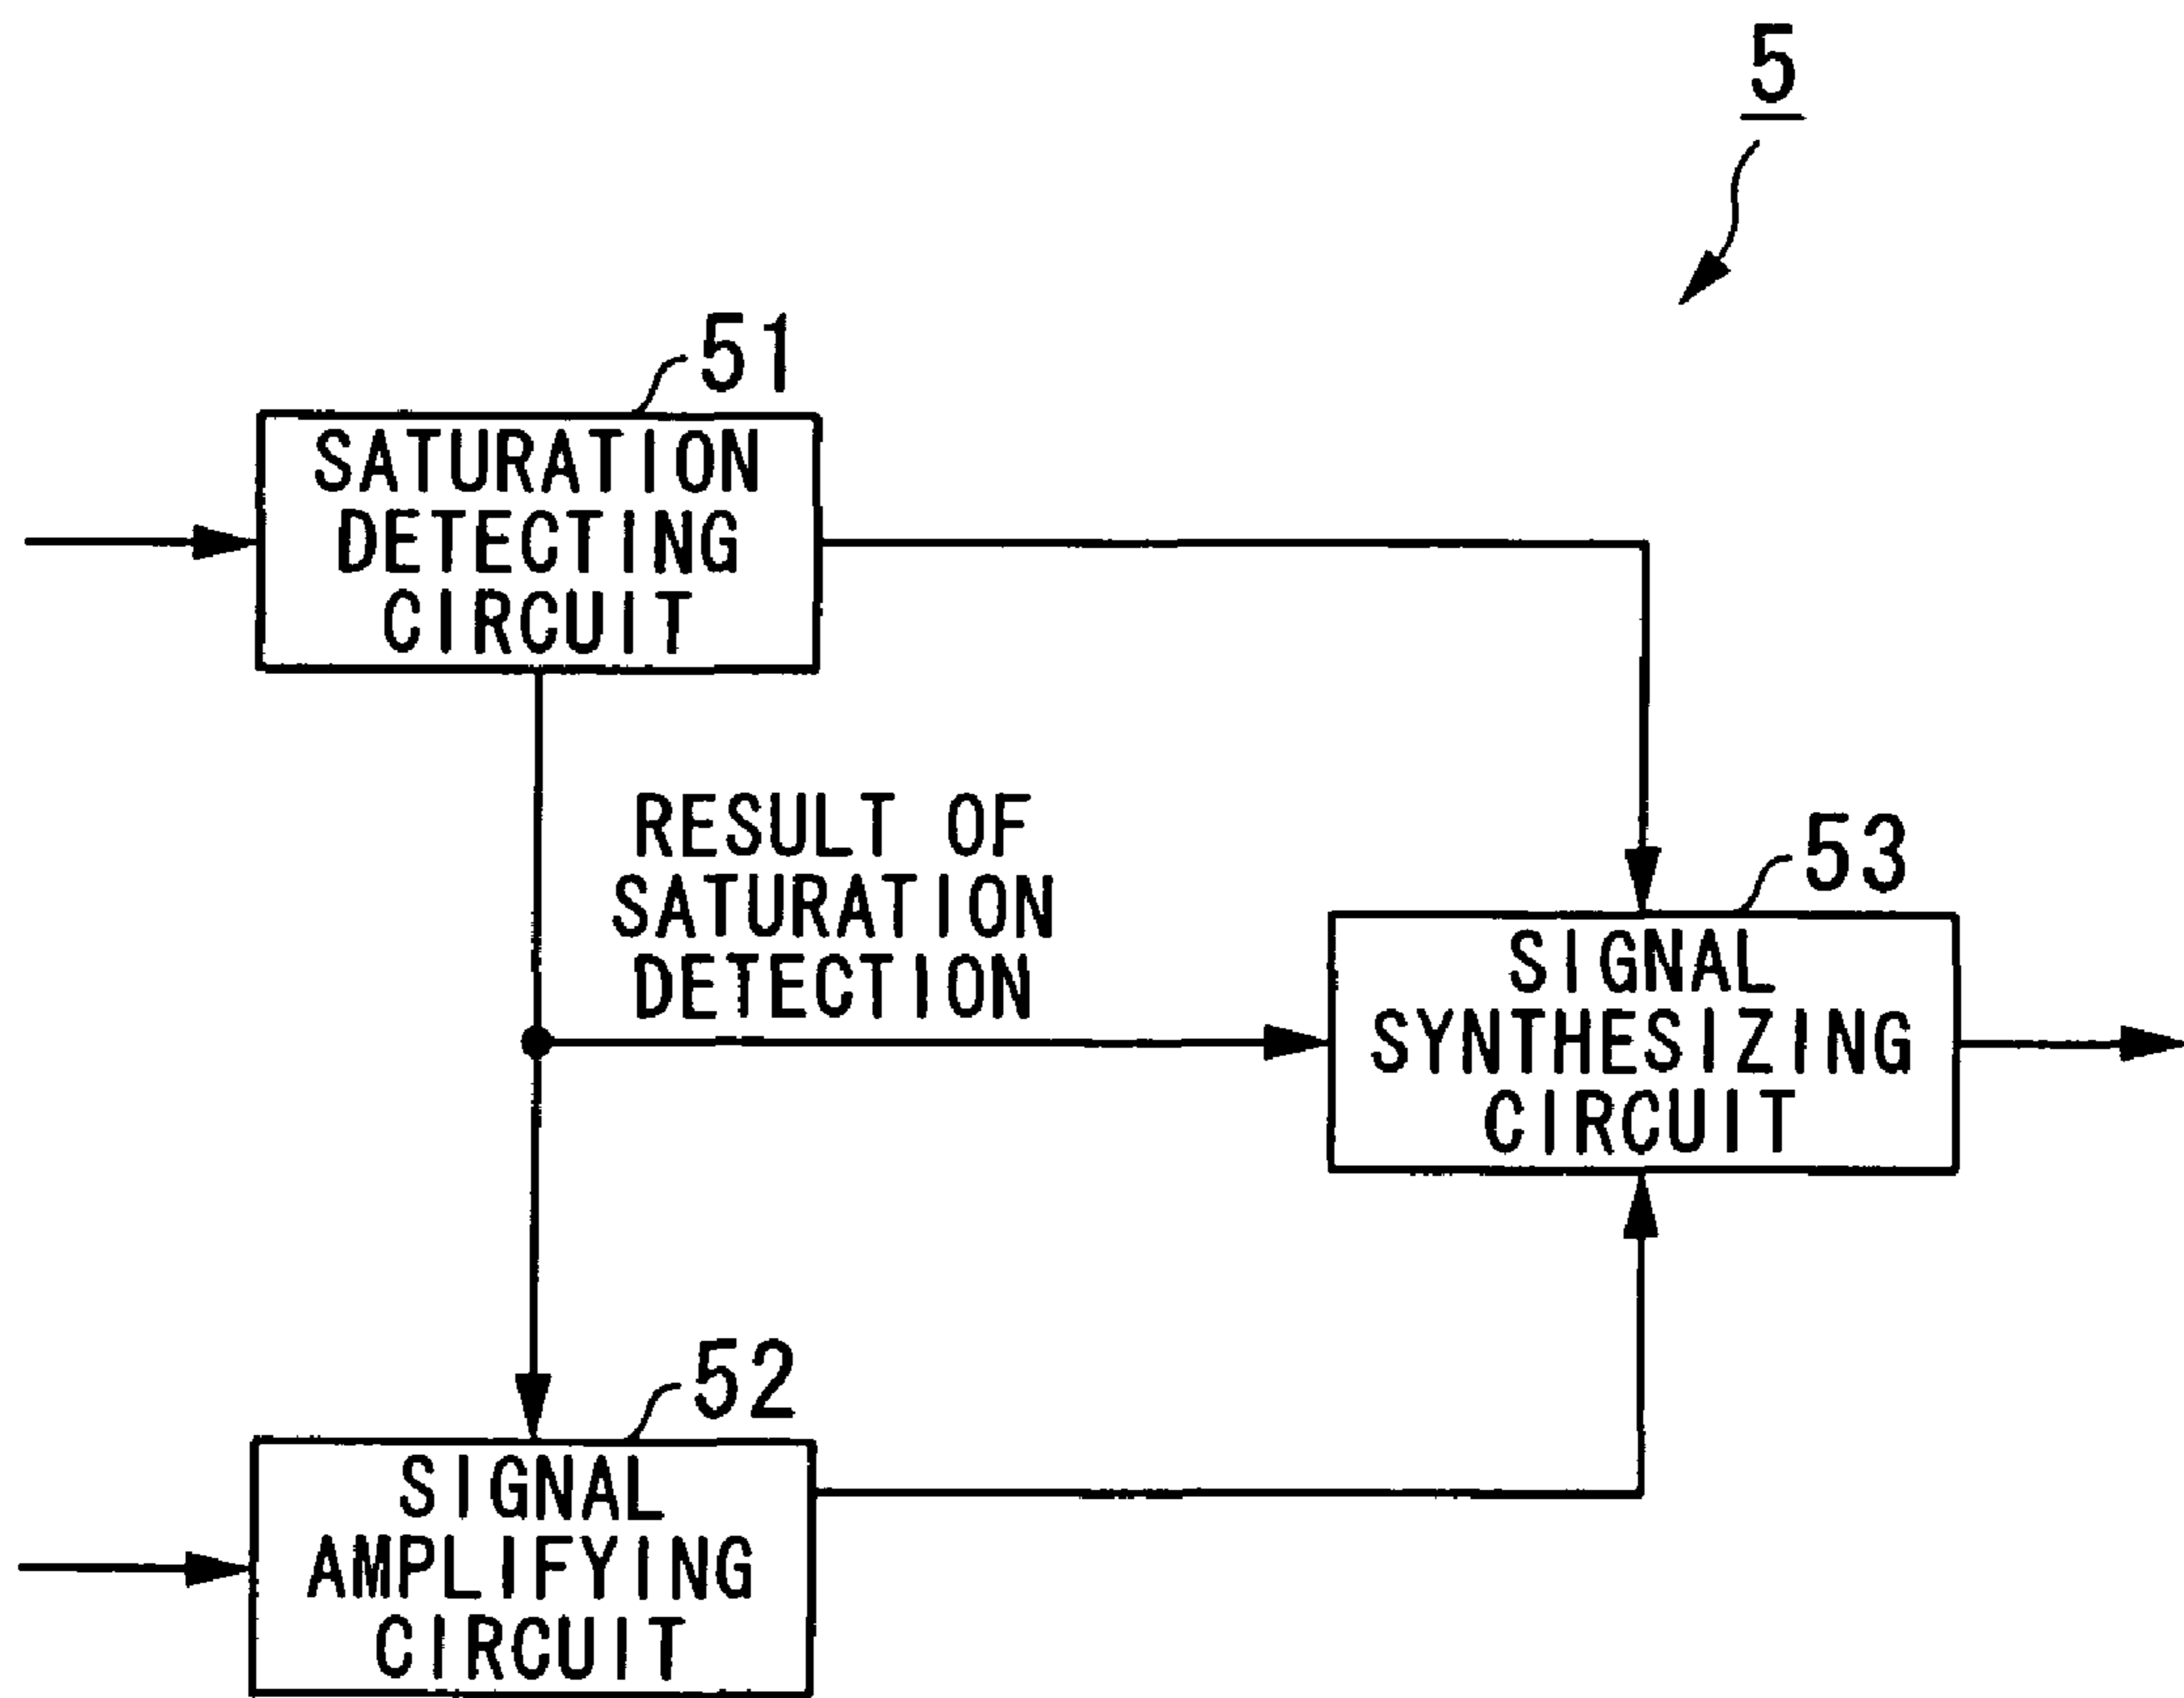 5
51
SATURATION
DETECTING
CIRCUIT
RESULT OF
SATURATION
DETECTION
53
SIGNAL
SYNTHESIZING
CIRCUIT
52
SIGNAL
AMPLIFYING
CIRCUIT